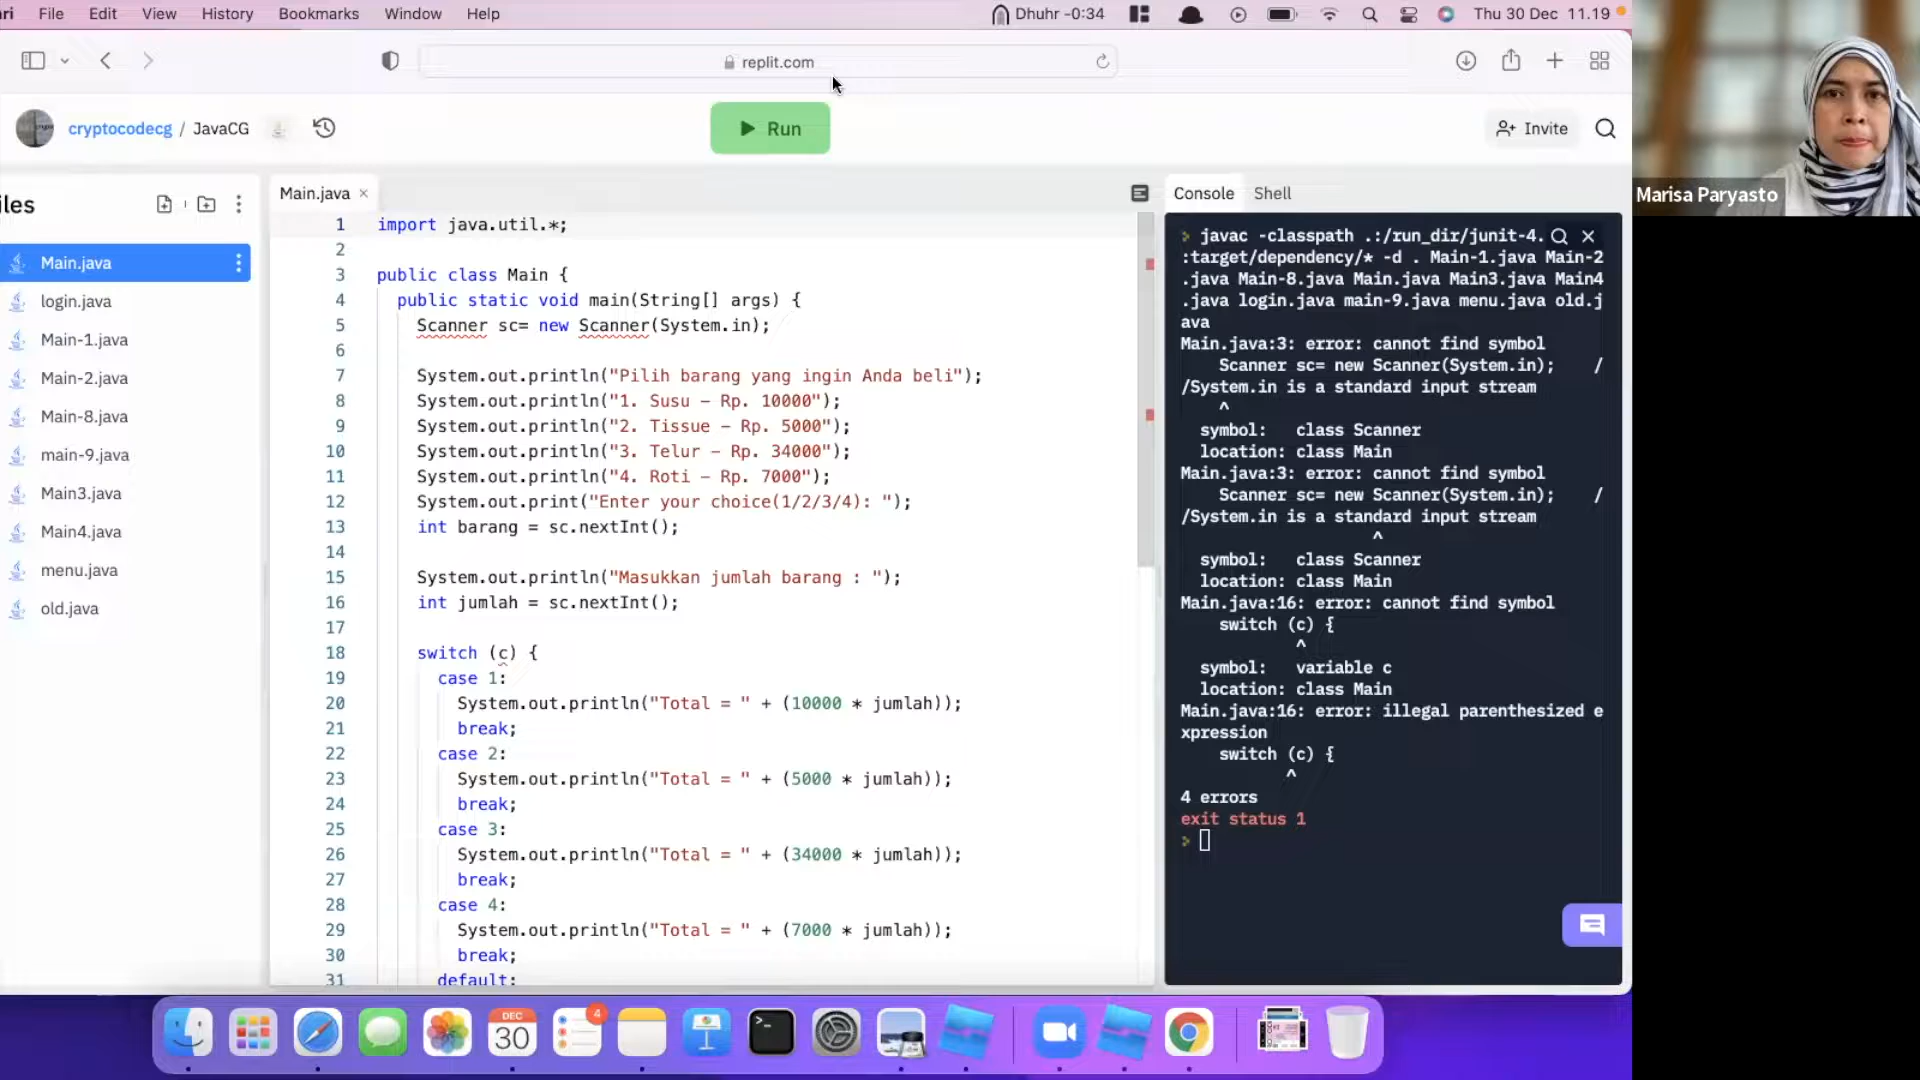 ri File Edit View History Bookmarks Window Help Dhuhr -0:34 Thu 30 Dec 11.19
replit.com
cryptocodecg / JavaCG
Run
Invite
iles
Main.java
login.java
Main-1.java
Main-2.java
Main-8.java
main-9.java
Main3.java
Main4.java
menu.java
old.java
Main.java ×
1 import java.util.*;
2
3 public class Main {
4 public static void main(String[] args) {
5 Scanner sc= new Scanner(System.in);
6
7 System.out.println("Pilih barang yang ingin Anda beli");
8 System.out.println("1. Susu – Rp. 10000");
9 System.out.println("2. Tissue – Rp. 5000");
10 System.out.println("3. Telur – Rp. 34000");
11 System.out.println("4. Roti – Rp. 7000");
12 System.out.print("Enter your choice(1/2/3/4): ");
13 int barang = sc.nextInt();
14
15 System.out.println("Masukkan jumlah barang : ");
16 int jumlah = sc.nextInt();
17
18 switch (c) {
19 case 1:
20 System.out.println("Total = " + (10000 * jumlah));
21 break;
22 case 2:
23 System.out.println("Total = " + (5000 * jumlah));
24 break;
25 case 3:
26 System.out.println("Total = " + (34000 * jumlah));
27 break;
28 case 4:
29 System.out.println("Total = " + (7000 * jumlah));
30 break;
31 default:
Console Shell
javac -classpath .:/run_dir/junit-4.
:target/dependency/* -d . Main-1.java Main-2
.java Main-8.java Main.java Main3.java Main4
.java login.java main-9.java menu.java old.j
ava
Main.java:3: error: cannot find symbol
Scanner sc= new Scanner(System.in); /
/System.in is a standard input stream
^
symbol: class Scanner
location: class Main
Main.java:3: error: cannot find symbol
Scanner sc= new Scanner(System.in); /
/System.in is a standard input stream
^
symbol: class Scanner
location: class Main
Main.java:16: error: cannot find symbol
switch (c) {
^
symbol: variable c
location: class Main
Main.java:16: error: illegal parenthesized e
xpression
switch (c) {
^
4 errors
exit status 1
Marisa Paryasto
DEC
30
4